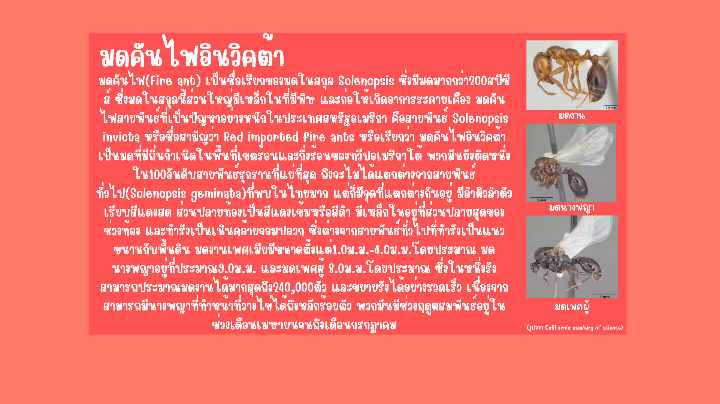 มดคันไฟอินวิคต้า
มดคันไฟ(Fire ant) เป็นชื่อเรียกของมดในสกุล Solenopsis ซึ่งมีมดมากกว่า200สปีชี
ส์ ซึ่งมดในสกุลนี้ส่วนใหญ่มีเหล็กในที่มีพิษ และก่อให้เกิดอาการระคายเคือง มดคัน
ไฟสายพันธ์ที่เป็นปัญหาอย่างหนักในประเทศสหรัฐอเมริกา คือสายพันธ์ Solenopsis
invicta หรือชื่อสามัญว่า Red imported fire ants หรือเรียกว่า มดคันไฟอินวิคต้า
เป็นมดที่มีถิ่นกำเนิดในพื้นที่เขตร้อนและกึ่งร้อนของทวีปอเมริกาใต้ พวกมันยังติดหนึ่ง
ใน100อันดับสายพันธ์รุกรานที่แย่ที่สุด ถึงจะไม่ได้แตกต่างจากสายพันธ์
ทั่วไป(Solenopsis geminata)ที่พบในไทยมาก แต่ก็มีจุดที่แตกต่างกันอยู่ มีลำตัวลำตัว
เรียบสีแดงสด ส่วนปลายท้องเป็นสีแดงเข้มหรือสีดำ มีเหล็กในอยู่ที่ส่วนปลายสุดของ
ช่วงท้อง และทำรังเป็นเนินคล้ายจอมปลวก ซึ่งต่างจากสายพันธ์ทั่วไปที่ทำรังเป็นแนว
ขนานกับพื้นดิน มดงานเพศเมียมีขนาดตั้งแต่1.0ม.ม.-4.0ม.ม.โดยประมาณ มด
นางพญาอยู่ที่ประมาณ9.0ม.ม. และมดเพศผู้ 8.0ม.ม.โดยประมาณ ซึ่งในหนึ่งรัง
สามารถประมาณมดงานได้มากสุดถึง240,000ตัว และขยายรังได้อย่างรวดเร็ว เนื่องจาก
สามารถมีนางพญาที่ทำหน้าที่วางไข่ได้ถึงหลักร้อยตัว พวกมันมีช่วงฤดูผสมพันธ์อยู่ใน
ช่วงเดือนเมษายนจนถึงเดือนกรกฎาคม
มดงาน
มดนางพญา
มดเพศผู้
(รูปจาก California academy of science)